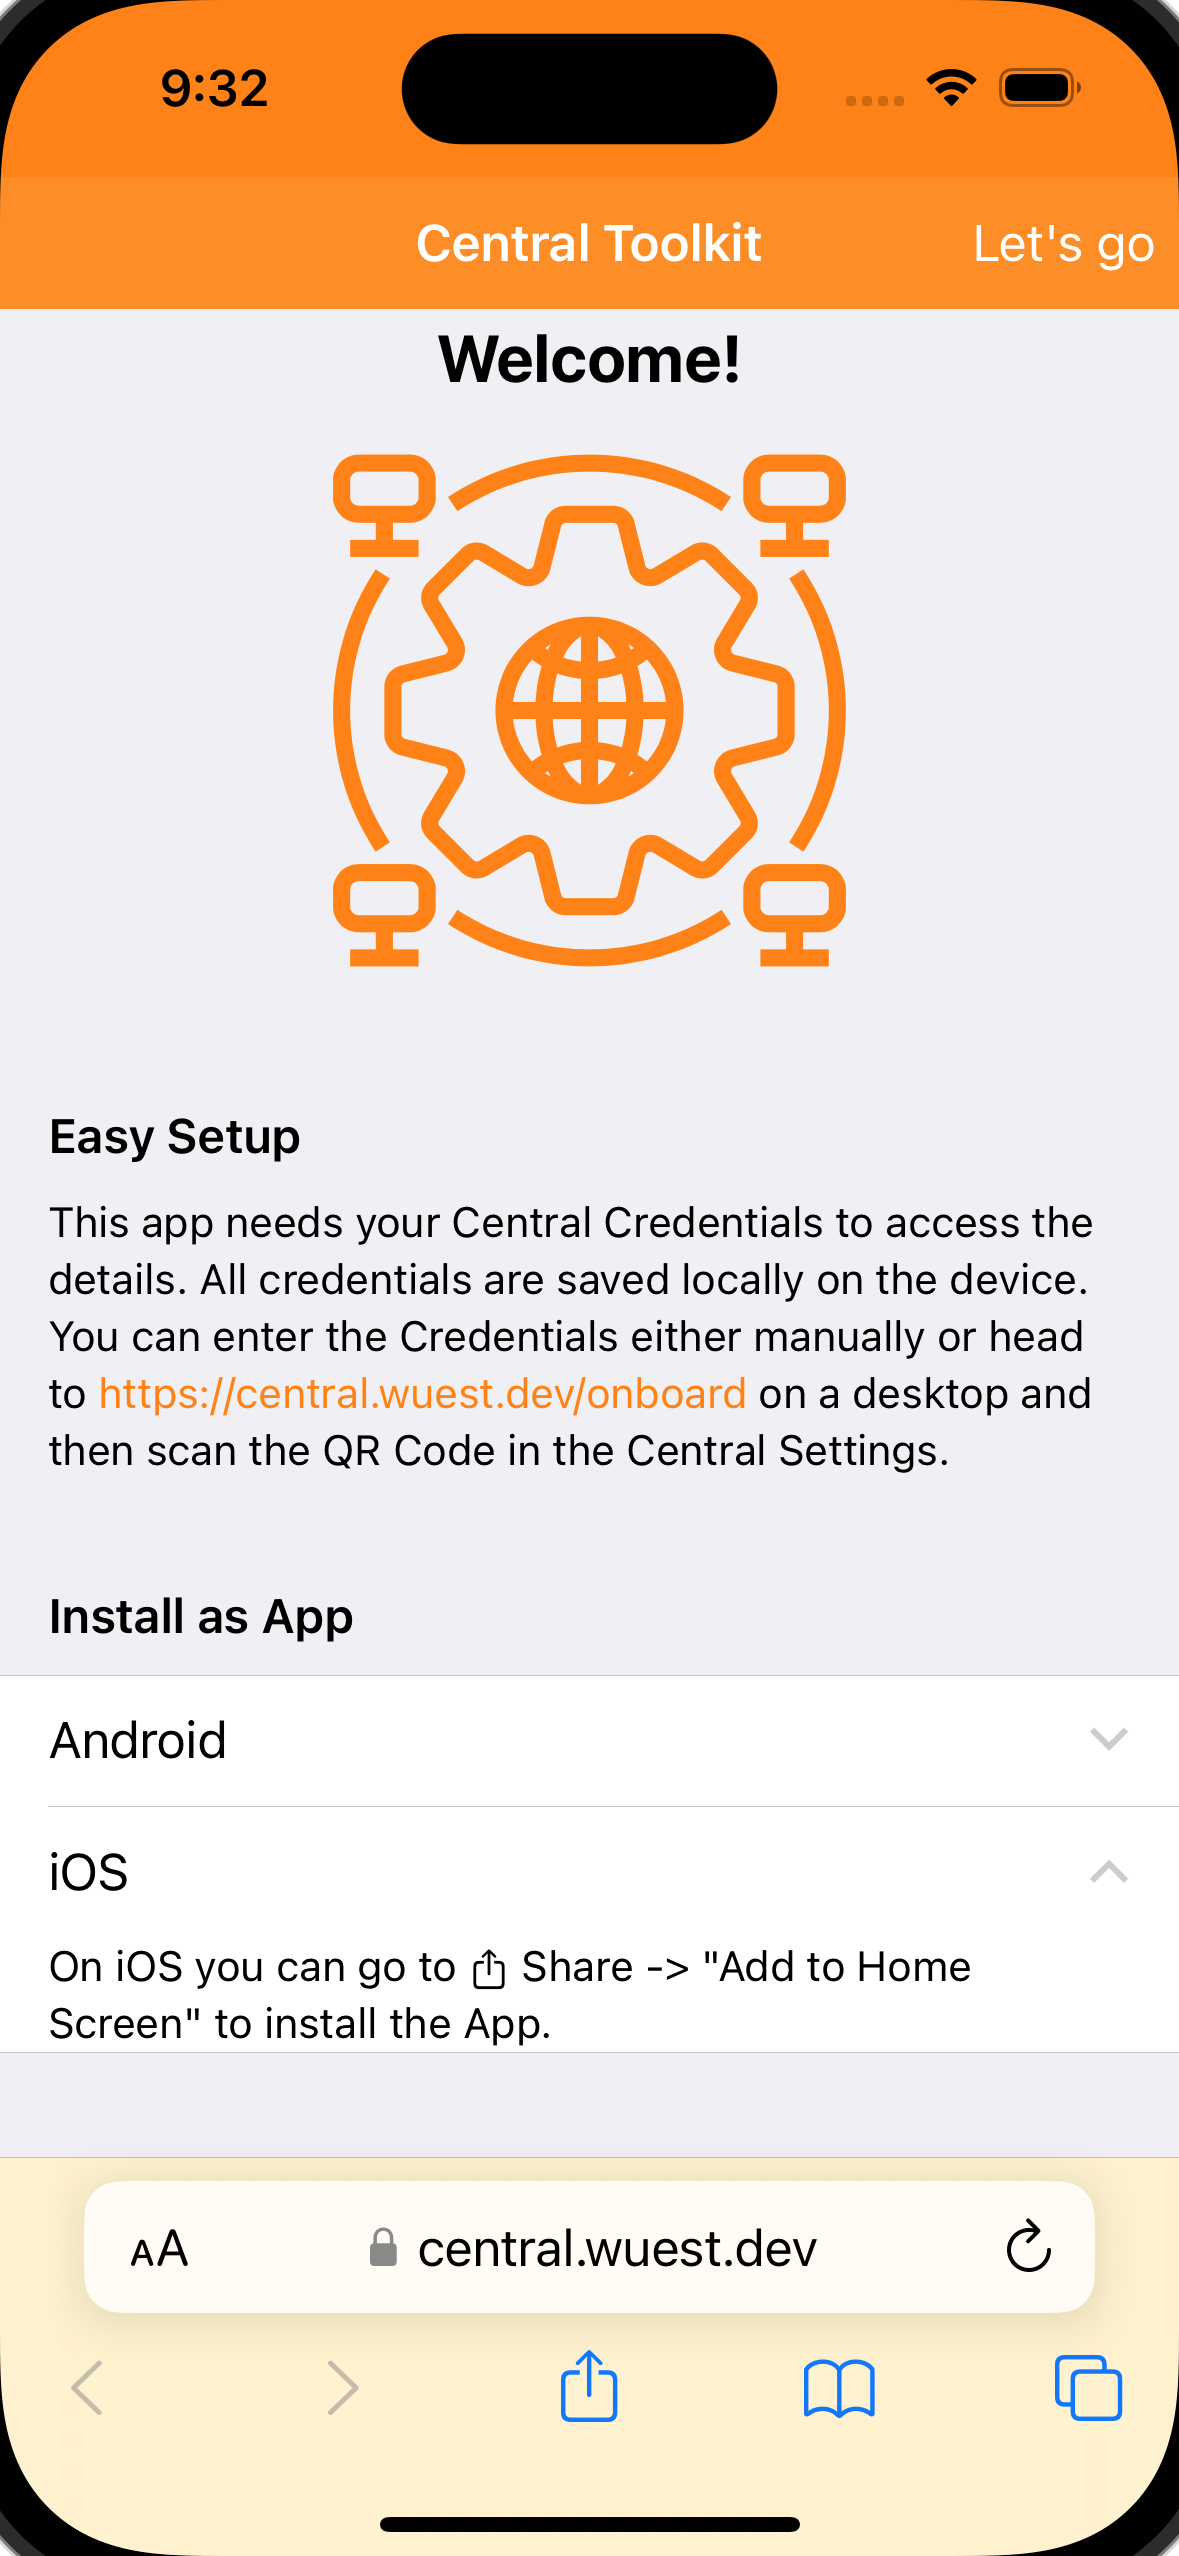 9:32
Central Toolkit
Let's go
Welcome!
Easy Setup
This app needs your Central Credentials to access the
details. All credentials are saved locally on the device.
You can enter the Credentials either manually or head
to https://central.wuest.dev/onboard on a desktop and
then scan the QR Code in the Central Settings.
Install as App
Android
iOS
On iOS you can go to Share -> "Add to Home
Screen" to install the App.
AA central.wuest.dev